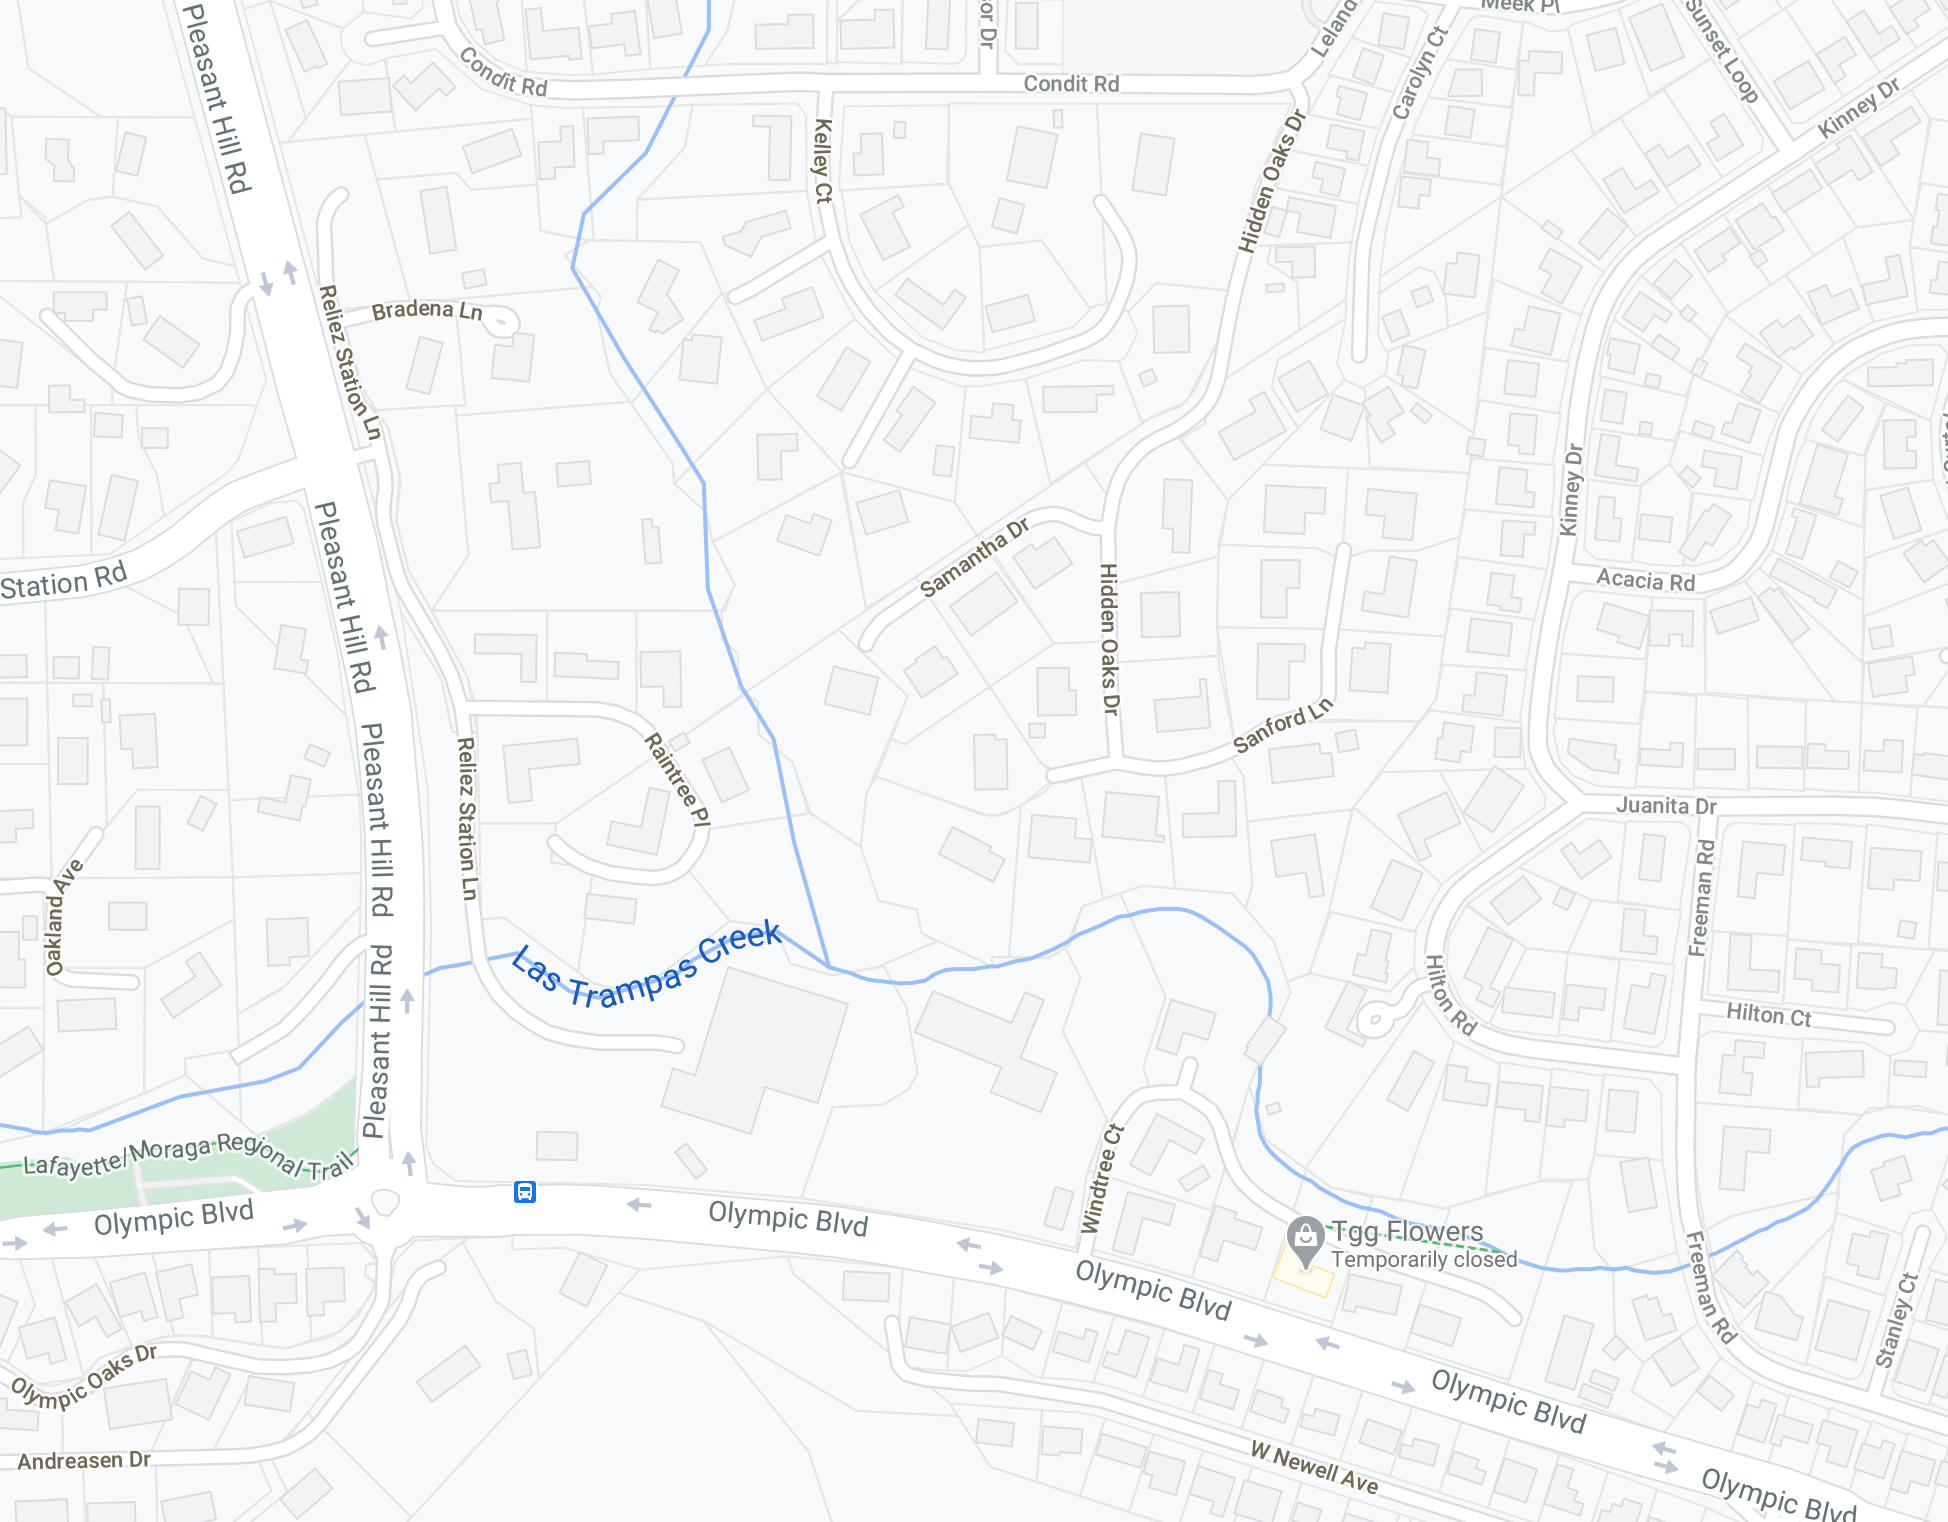 Meek Pl
Sunset Loop
Leland
Carolyn Ct
Pleasant Hill Rd
Condit Rd
Condit Rd
Kinney Dr
Kelley Ct
Hidden Oaks Dr
Reliez Station Ln
Bradena Ln
Kinney Dr
Samantha Dr
Acacia Rd
Station Rd
Pleasant Hill Rd
Hidden Oaks Dr
Sanford Ln
Raintree Pl
Reliez Station Ln
Pleasant Hill Rd
Juanita Dr
Freeman Rd
Oakland Ave
Las Trampas Creek
Pleasant Hill Rd
Hilton Rd
Hilton Ct
Lafayette/Moraga Regional Trail
Windtree Ct
Olympic Blvd
Olympic Blvd
Tgg Flowers
Temporarily closed
Olympic Blvd
Freeman Rd
Stanley Ct
Olympic Oaks Dr
Olympic Blvd
Andreasen Dr
W Newell Ave
Olympic Blvd